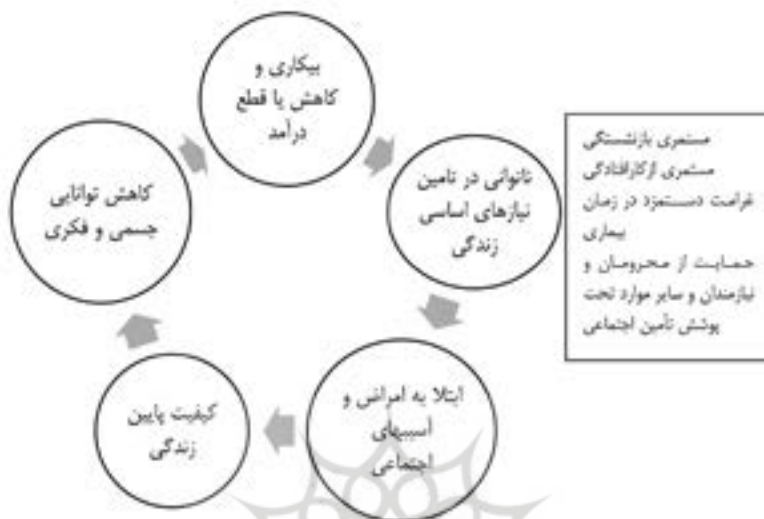 بیکاری و
کاهش یا قطع
درآمد
ناتوانی در تامین
نیازهای اساسی
زندگی
ابتلا به امراض و
آسیبهای
اجتماعی
کیفیت پایین
زندگی
کاهش توانایی
جسمی و فکری
مستمری بازنشستگی
مستمری ازکارافتادگی
غرامت دستمزد در زمان
بیماری
حمایت از محرومان و
نیازمندان و سایر موارد تحت
پوشش تأمین اجتماعی